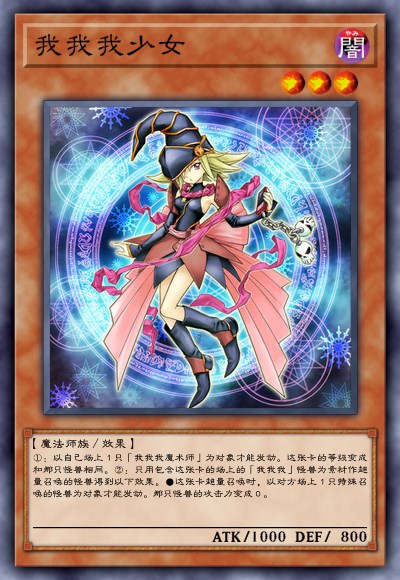 我我我少女
やみ
闇
【魔法师族／效果】
①：以自己场上1只「我我我魔术师」为对象才能发动。这张卡的等级变成
和那只怪兽相同。②：只用包含这张卡的场上的「我我我」怪兽为素材作超
量召唤的怪兽得到以下效果。●这张卡超量召唤时，以对方场上1只特殊召
唤的怪兽为对象才能发动。那只怪兽的攻击力变成0。
ATK/1000 DEF/ 800